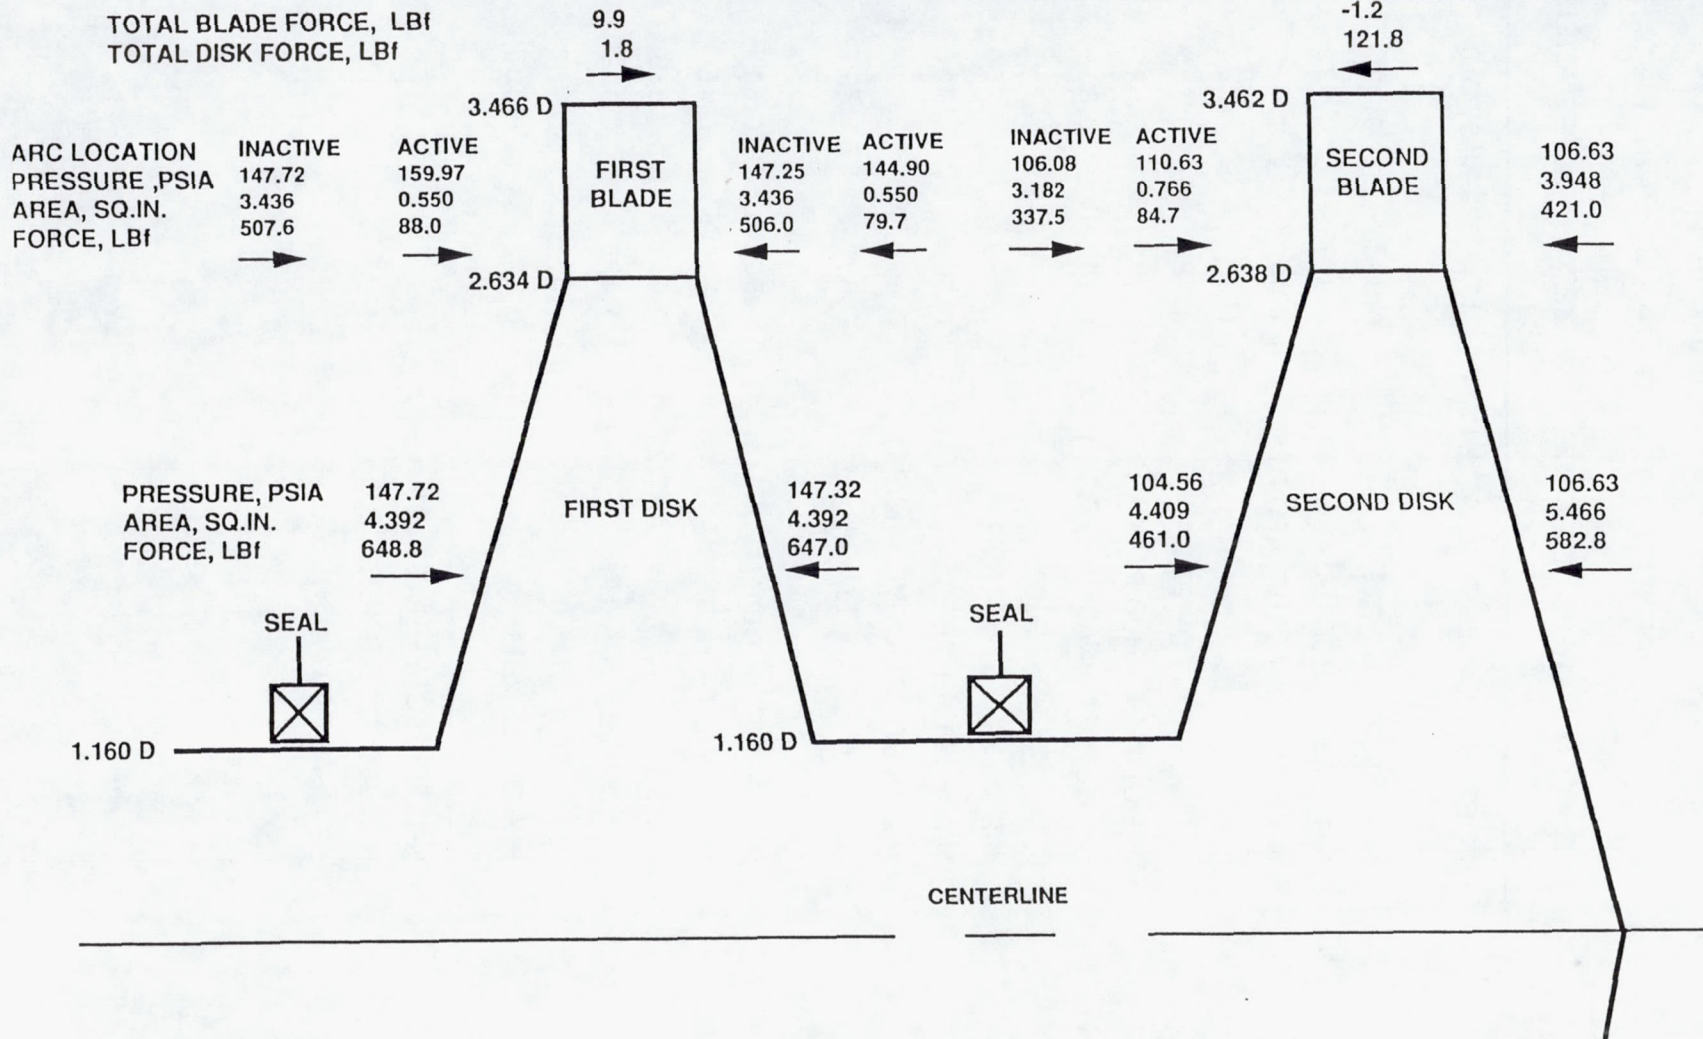 TOTAL BLADE FORCE, LBf 9.9 -1.2
TOTAL DISK FORCE, LBf 1.8 121.8
3.466 D 3.462 D
ARC LOCATION INACTIVE ACTIVE INACTIVE ACTIVE INACTIVE ACTIVE
PRESSURE ,PSIA 147.72 159.97 147.25 144.90 106.08 110.63 106.63
AREA, SQ.IN. 3.436 0.550 3.436 0.550 3.182 0.766 3.948
FORCE, LBf 507.6 88.0 506.0 79.7 337.5 84.7 421.0
FIRST
BLADE
SECOND
BLADE
2.634 D 2.638 D
PRESSURE, PSIA 147.72 147.32 104.56 106.63
AREA, SQ.IN. 4.392 4.392 4.409 5.466
FORCE, LBf 648.8 647.0 461.0 582.8
FIRST DISK SECOND DISK
SEAL SEAL
1.160 D 1.160 D
CENTERLINE